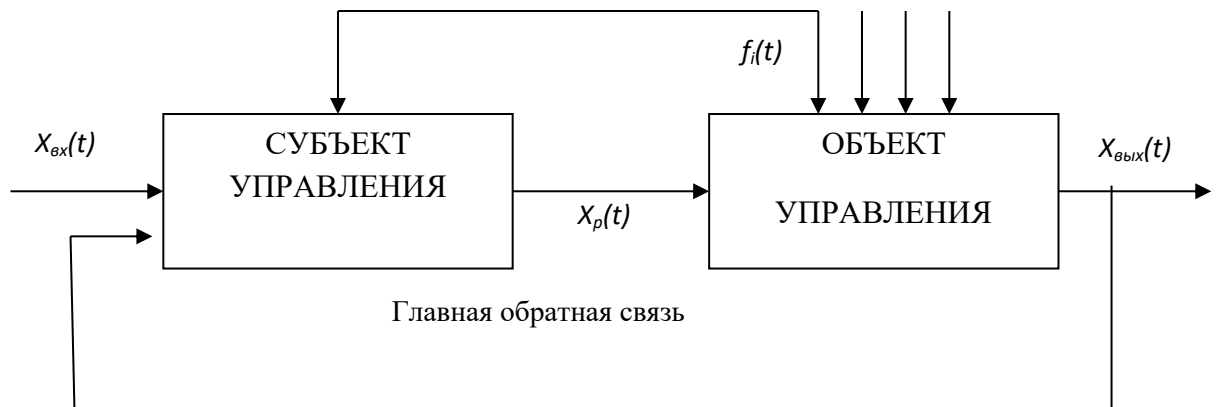 fᵢ(t)
Xвх(t)
СУБЪЕКТ
УПРАВЛЕНИЯ
Xр(t)
ОБЪЕКТ
УПРАВЛЕНИЯ
Xвых(t)
Главная обратная связь